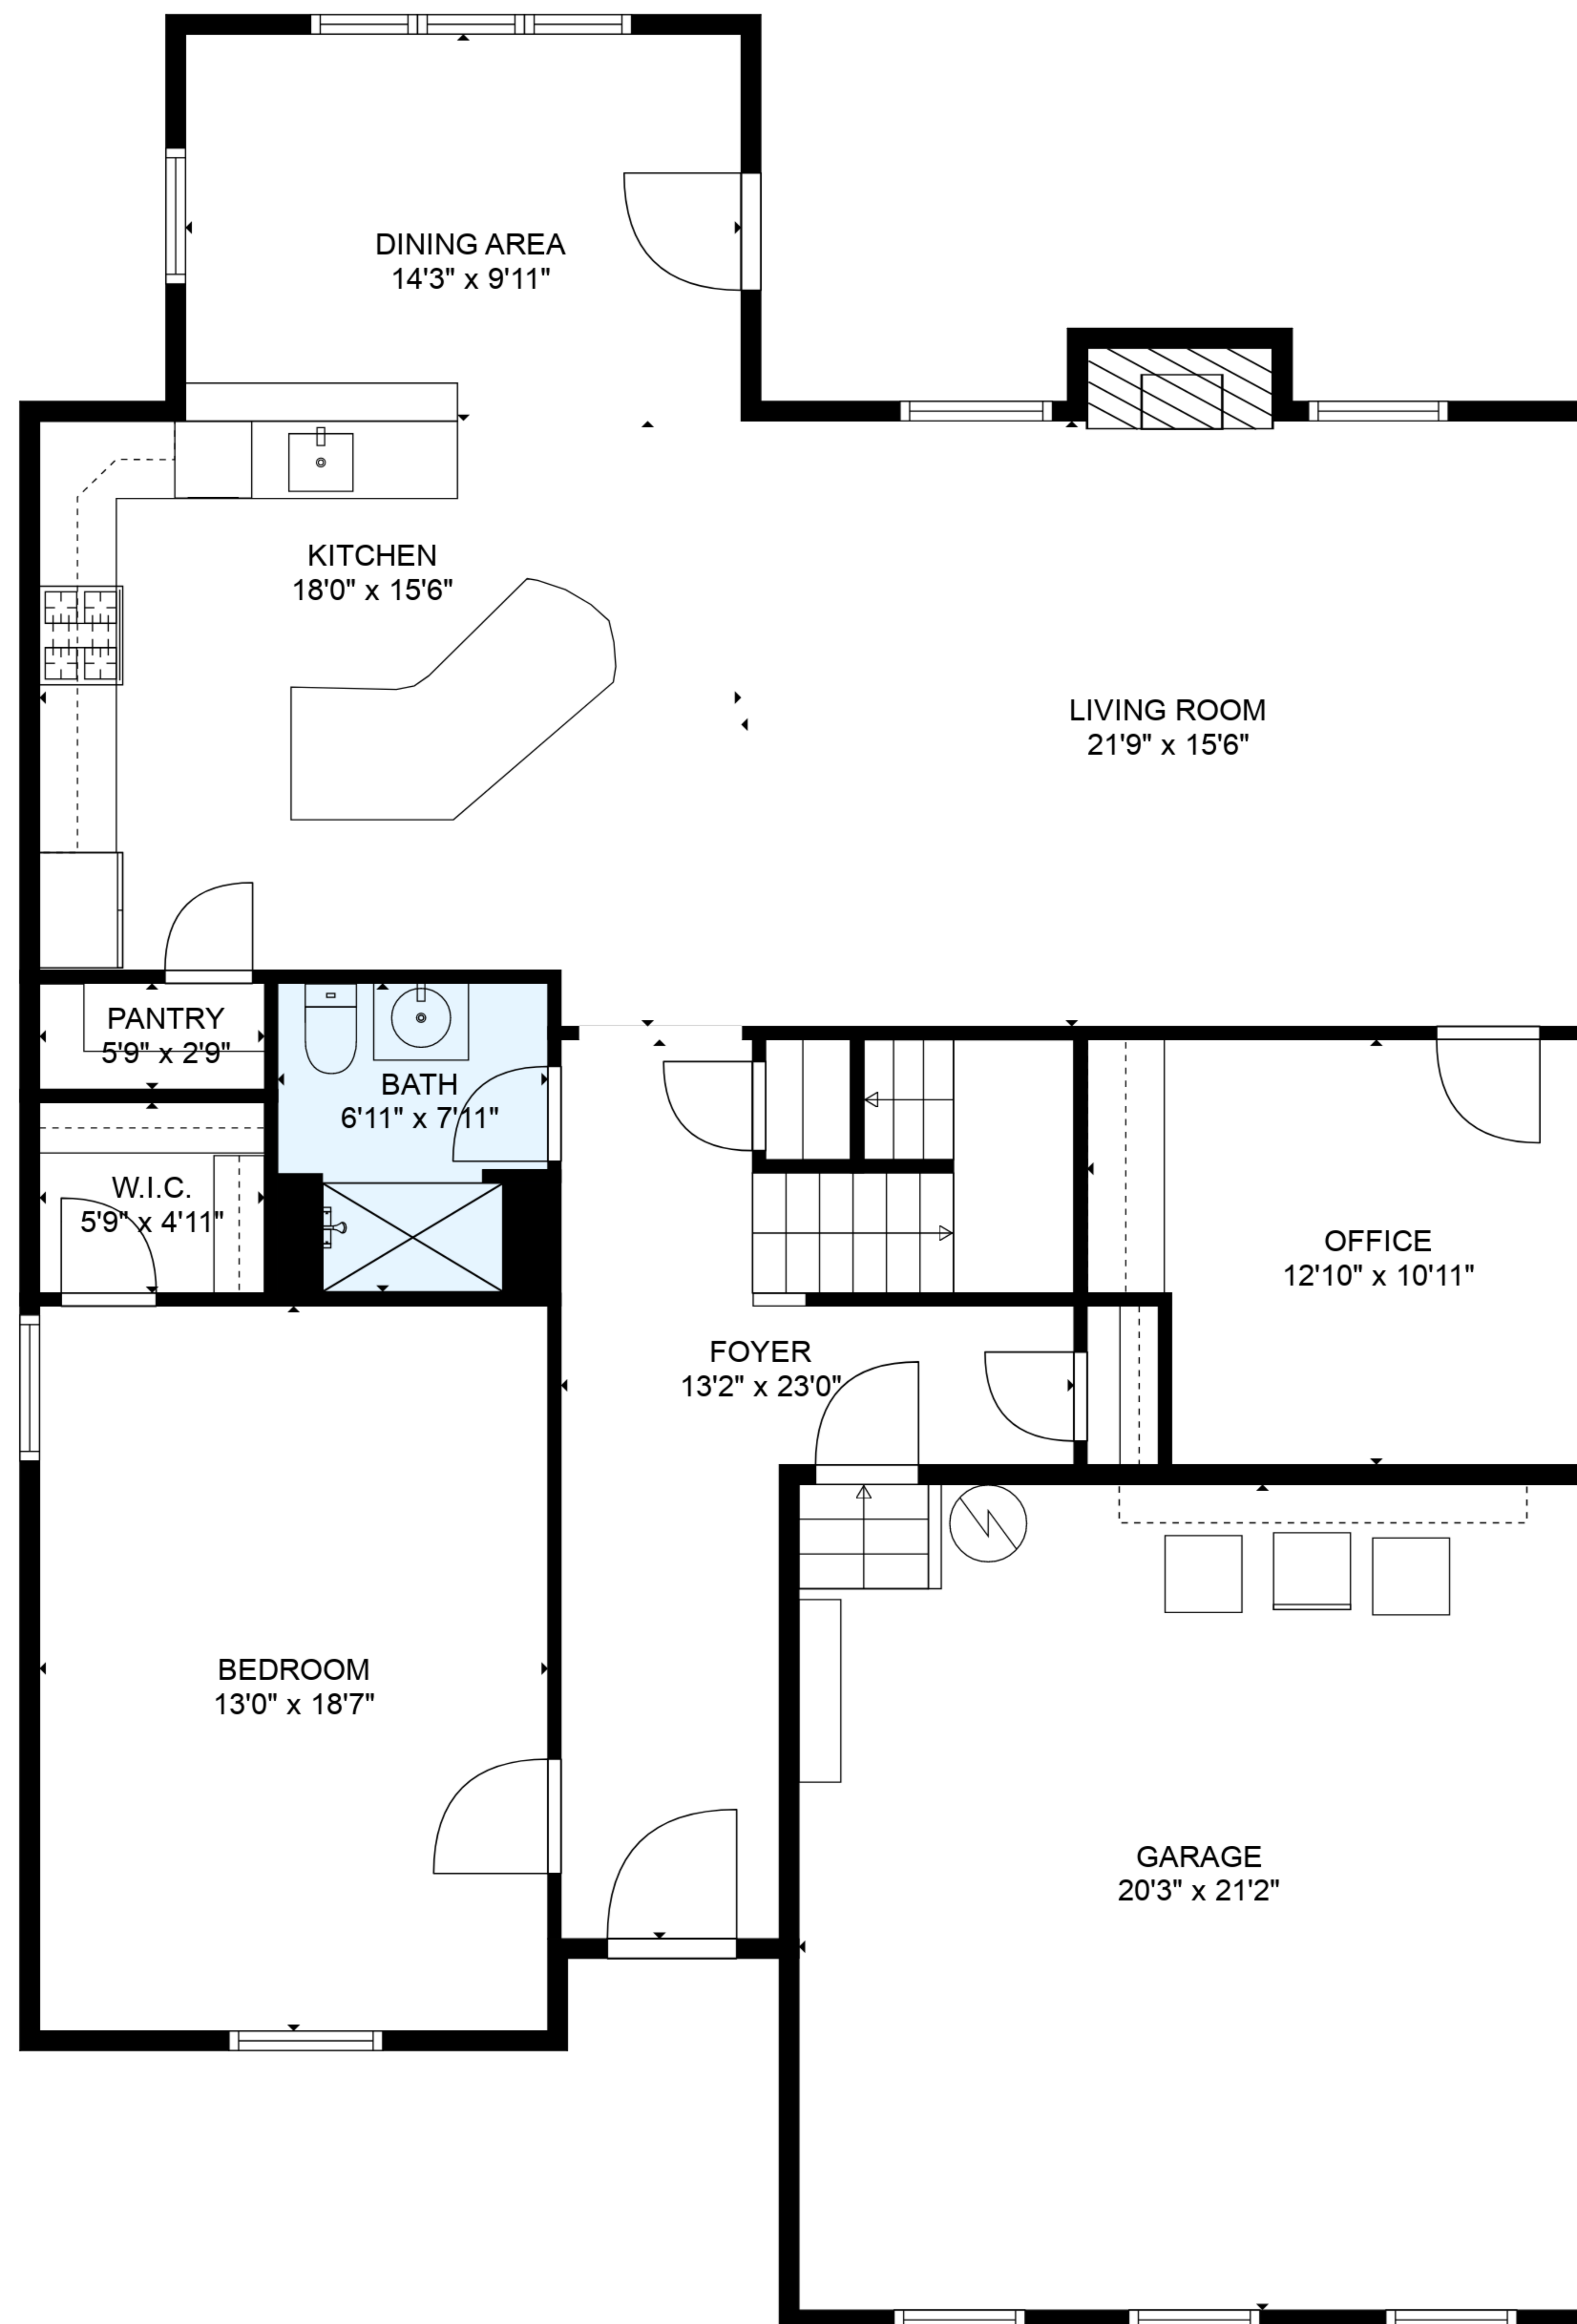 DINING AREA
14'3" x 9'11"
KITCHEN
18'0" x 15'6"
LIVING ROOM
21'9" x 15'6"
PANTRY
5'9" x 2'9"
BATH
6'11" x 7'11"
W.I.C.
5'9" x 4'11"
OFFICE
12'10" x 10'11"
FOYER
13'2" x 23'0"
BEDROOM
13'0" x 18'7"
GARAGE
20'3" x 21'2"